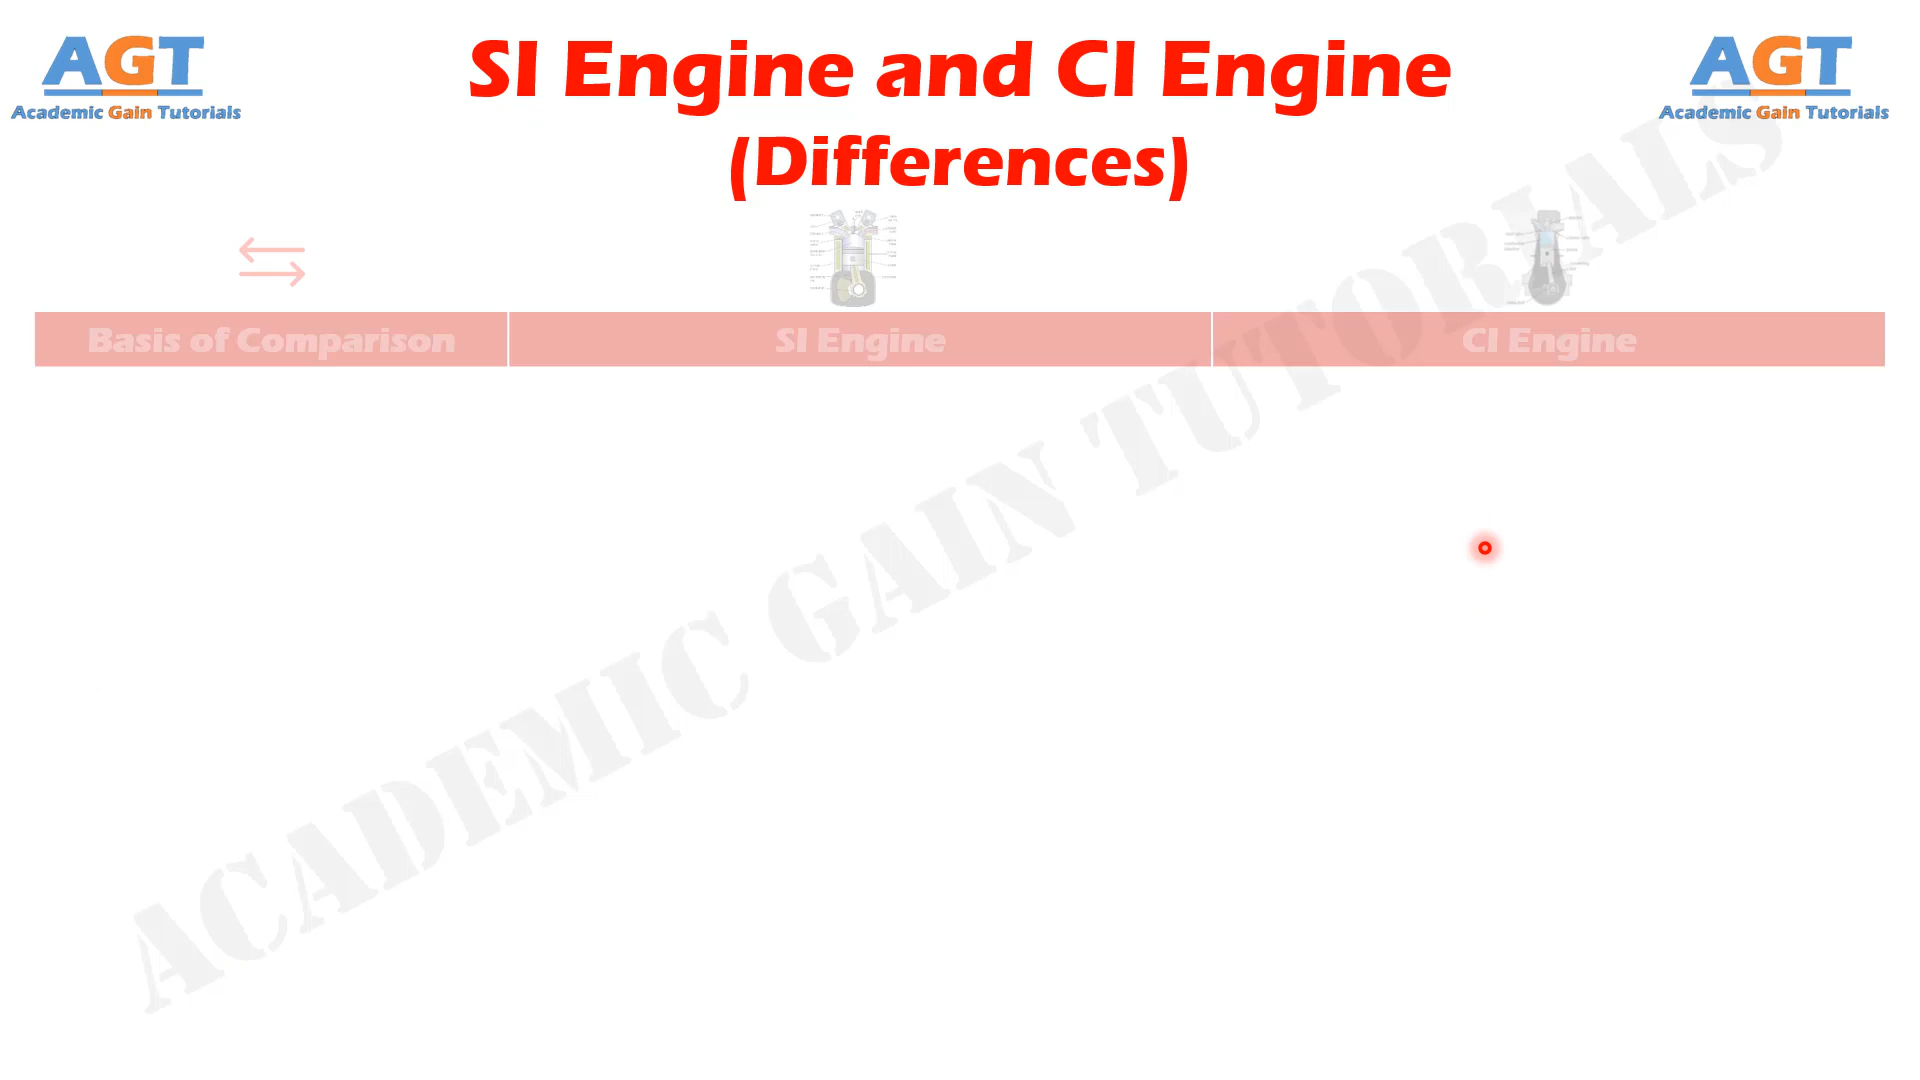 AGT
Academic Gain Tutorials
SI Engine and CI Engine
(Differences)
AGT
Academic Gain Tutorials
Basis of Comparison
SI Engine
CI Engine
ACADEMIC GAIN TUTORIALS